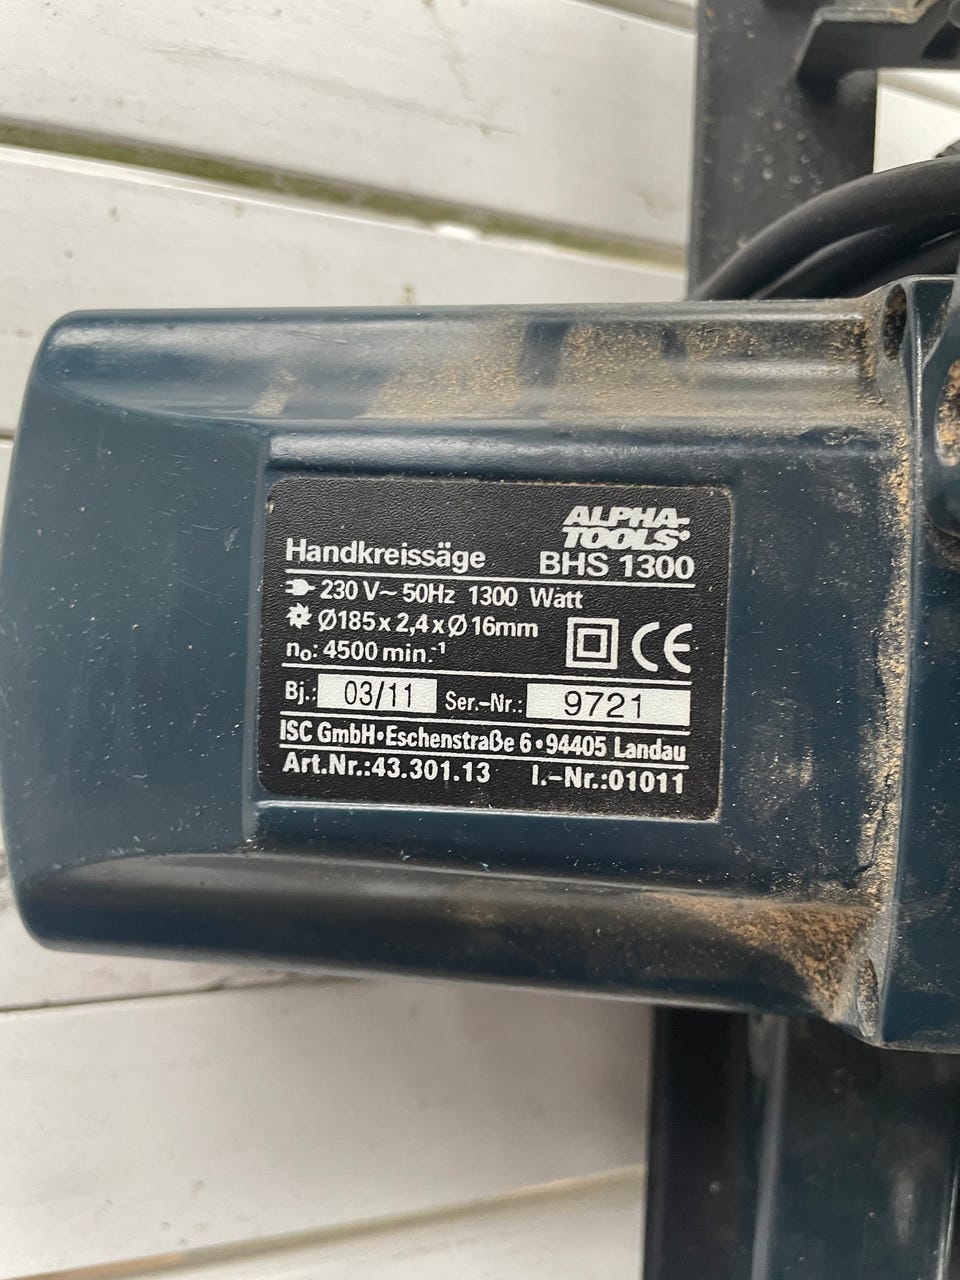 ALPHA-
TOOLS®
Handkreissäge BHS 1300
230 V~ 50Hz 1300 Watt
Ø185 x 2,4 x Ø 16mm
n₀: 4500 min.⁻¹
CE
Bj.: 03/11 Ser.-Nr.: 9721
ISC GmbH•Eschenstraße 6•94405 Landau
Art.Nr.:43.301.13 I.-Nr.:01011